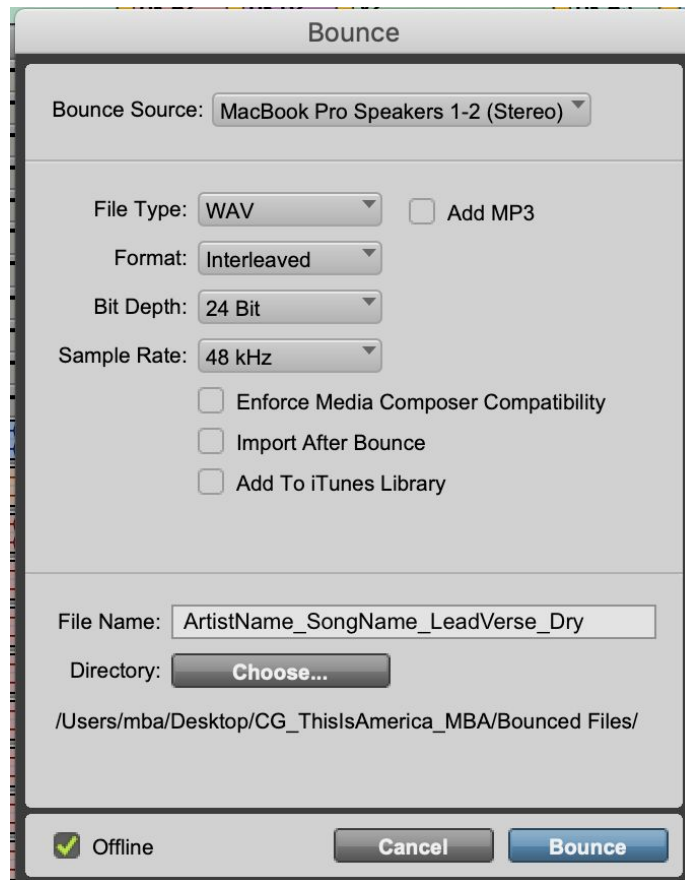 Bounce
Bounce Source: MacBook Pro Speakers 1-2 (Stereo)
File Type: WAV Add MP3
Format: Interleaved
Bit Depth: 24 Bit
Sample Rate: 48 kHz
Enforce Media Composer Compatibility
Import After Bounce
Add To iTunes Library
File Name: ArtistName_SongName_LeadVerse_Dry
Directory: Choose...
/Users/mba/Desktop/CG_ThisIsAmerica_MBA/Bounced Files/
Offline Cancel Bounce